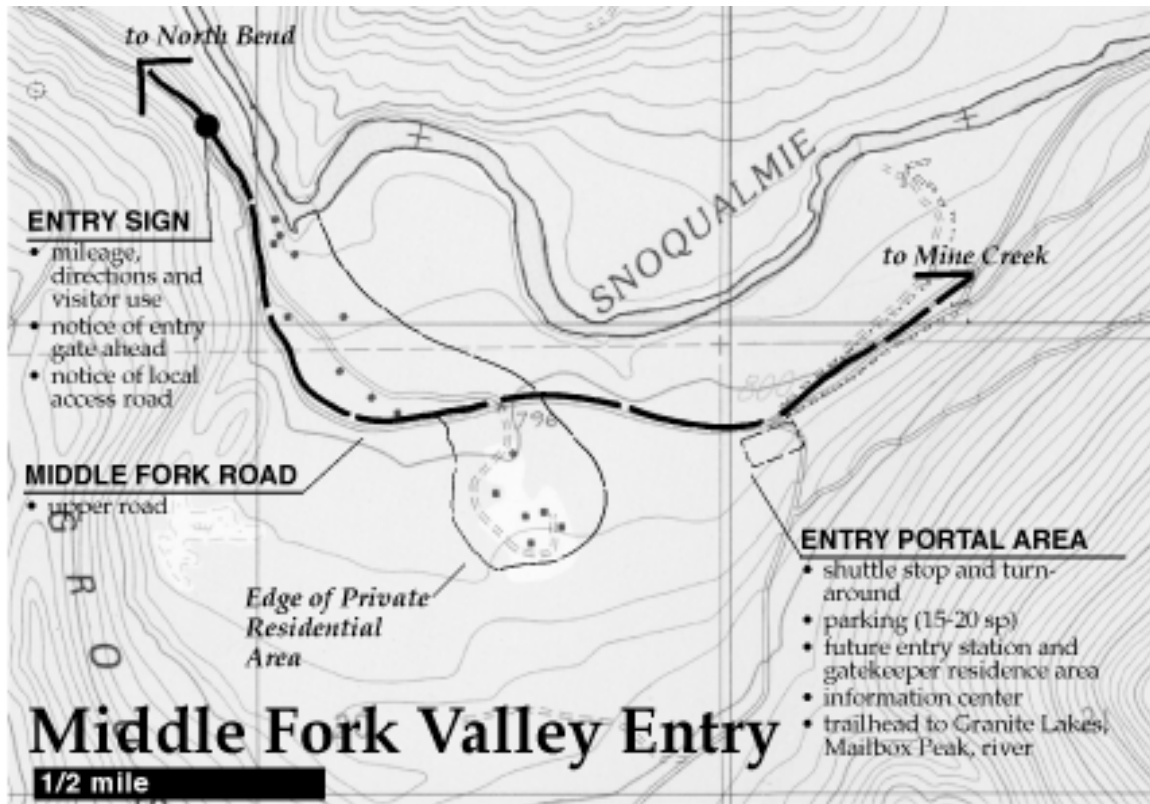 to North Bend
SNOQUALMIE
ENTRY SIGN
• mileage,
directions and
visitor use
• notice of entry
gate ahead
• notice of local
access road
to Mine Creek
800
796
MIDDLE FORK ROAD
• upper road
G R O
Edge of Private
Residential
Area
ENTRY PORTAL AREA
• shuttle stop and turn-
around
• parking (15-20 sp)
• future entry station and
gatekeeper residence area
• information center
• trailhead to Granite Lakes,
Mailbox Peak, river
21
Middle Fork Valley Entry
1/2 mile